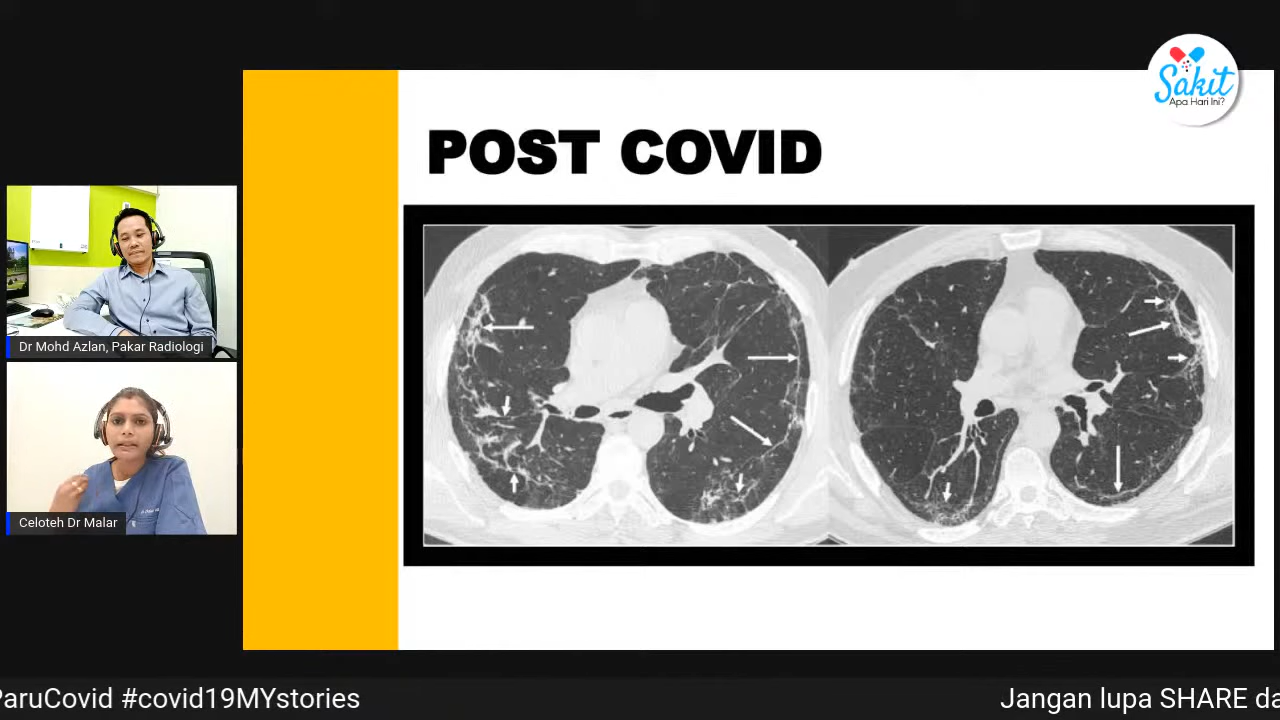 Sakit
Apa Hari Ini?
POST COVID
Dr Mohd Azlan, Pakar Radiologi
Celoteh Dr Malar
ParuCovid #covid19MYstories
Jangan lupa SHARE da